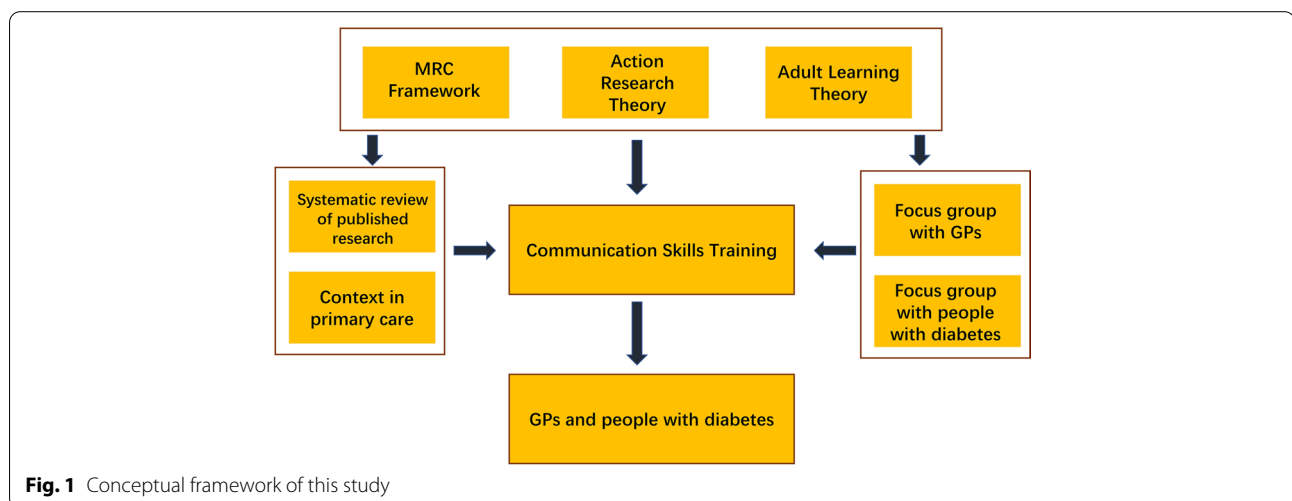 MRC
Framework
Action
Research
Theory
Adult Learning
Theory
Systematic review
of published
research
Context in
primary care
Communication Skills Training
Focus group
with GPs
Focus group
with people
with diabetes
GPs and people with diabetes
Fig. 1 Conceptual framework of this study